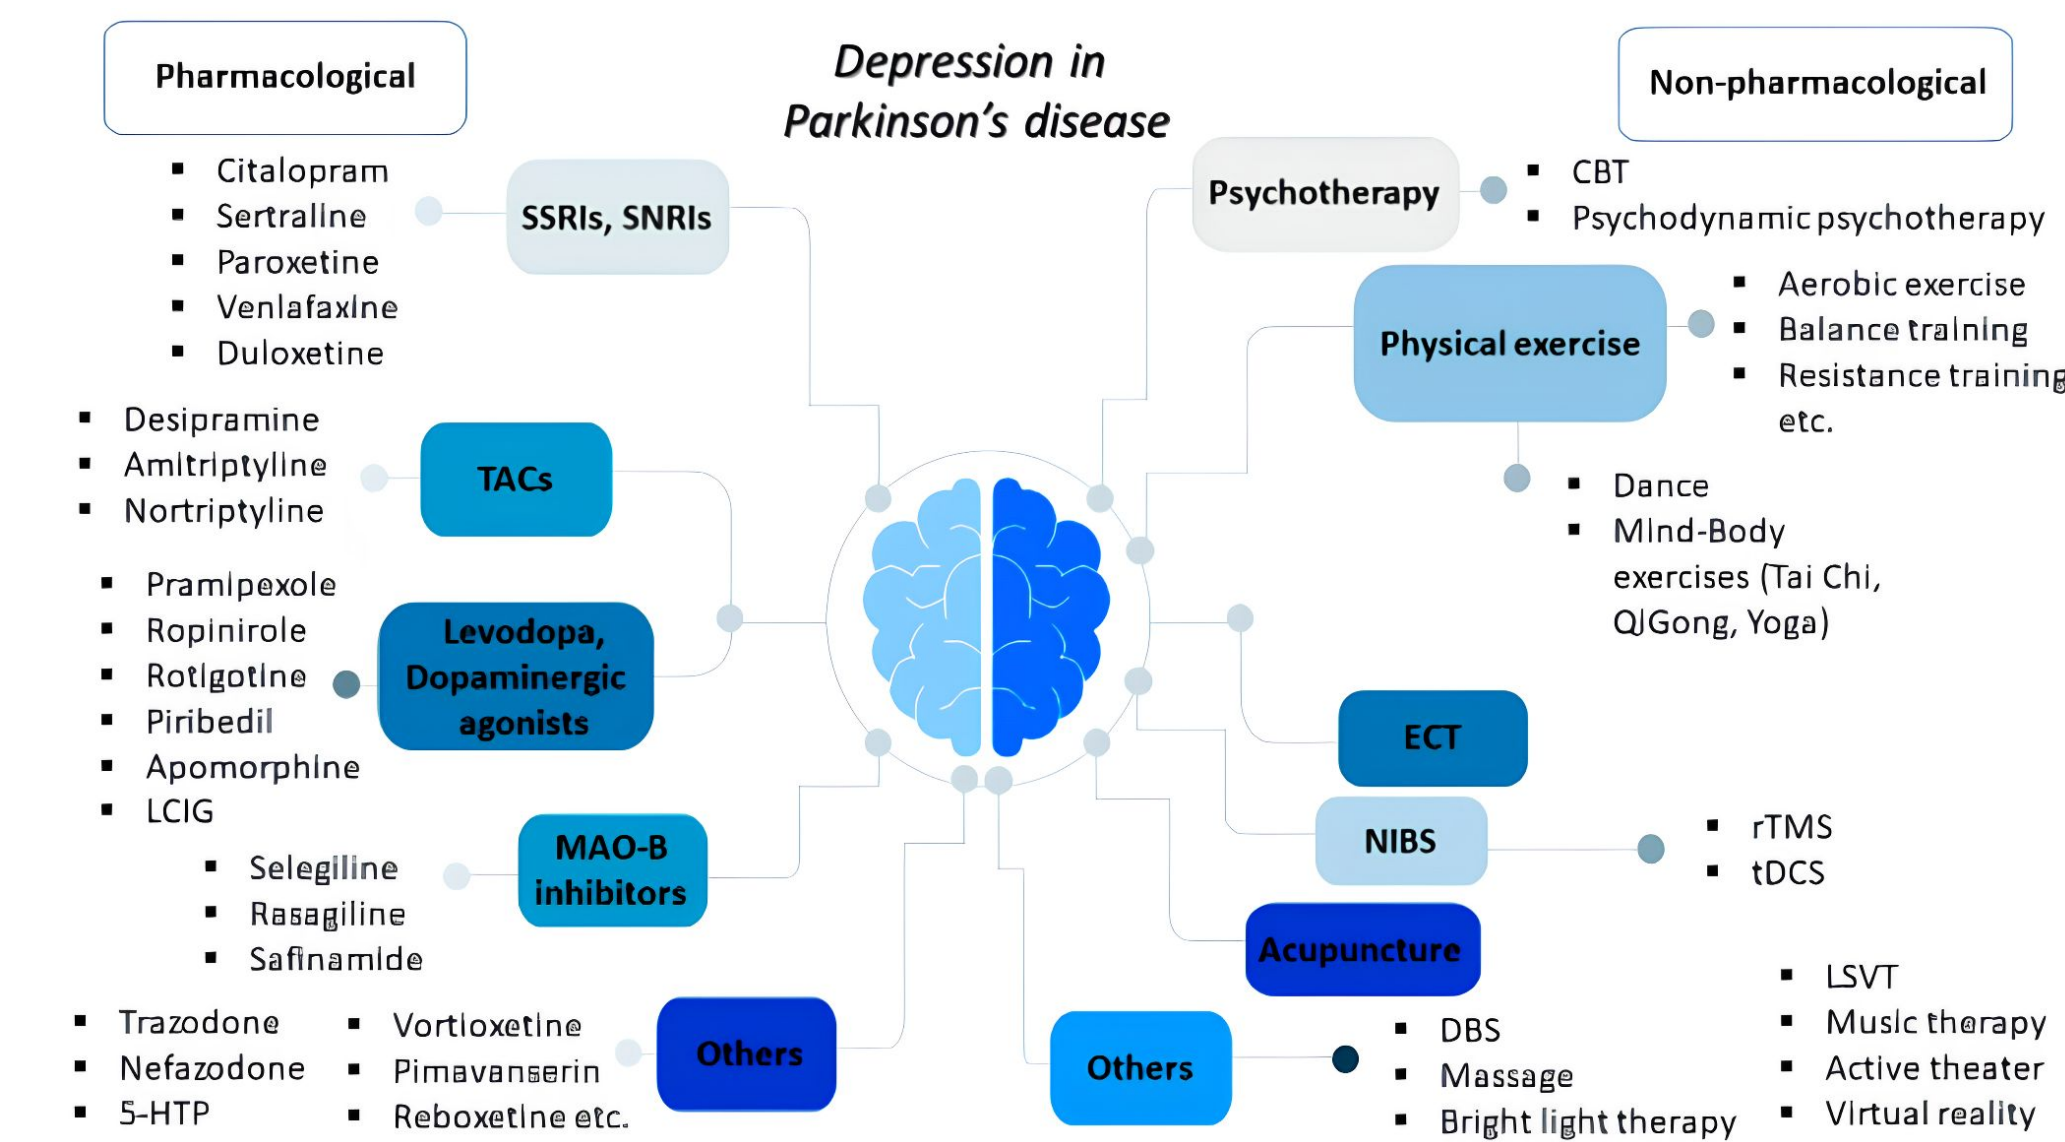 Depression in
Parkinson's disease
Pharmacological
Citalopram
Sertraline
Paroxetine
Venlafaxine
Duloxetine
SSRIs, SNRIs
Desipramine
Amitriptyline
Nortriptyline
TACs
Pramipexole
Ropinirole
Rotigotine
Piribedil
Apomorphine
LCIG
Levodopa,
Dopaminergic
agonists
Selegiline
Rasagiline
Safinamide
MAO-B
inhibitors
Trazodone
Nefazodone
5-HTP
Vortioxetine
Pimavanserin
Reboxetine etc.
Others
Non-pharmacological
Psychotherapy
CBT
Psychodynamic psychotherapy
Physical exercise
Aerobic exercise
Balance training
Resistance training
etc.
Dance
Mind-Body
exercises (Tai Chi,
QiGong, Yoga)
ECT
NIBS
rTMS
tDCS
Acupuncture
Others
DBS
Massage
Bright light therapy
LSVT
Music therapy
Active theater
Virtual reality